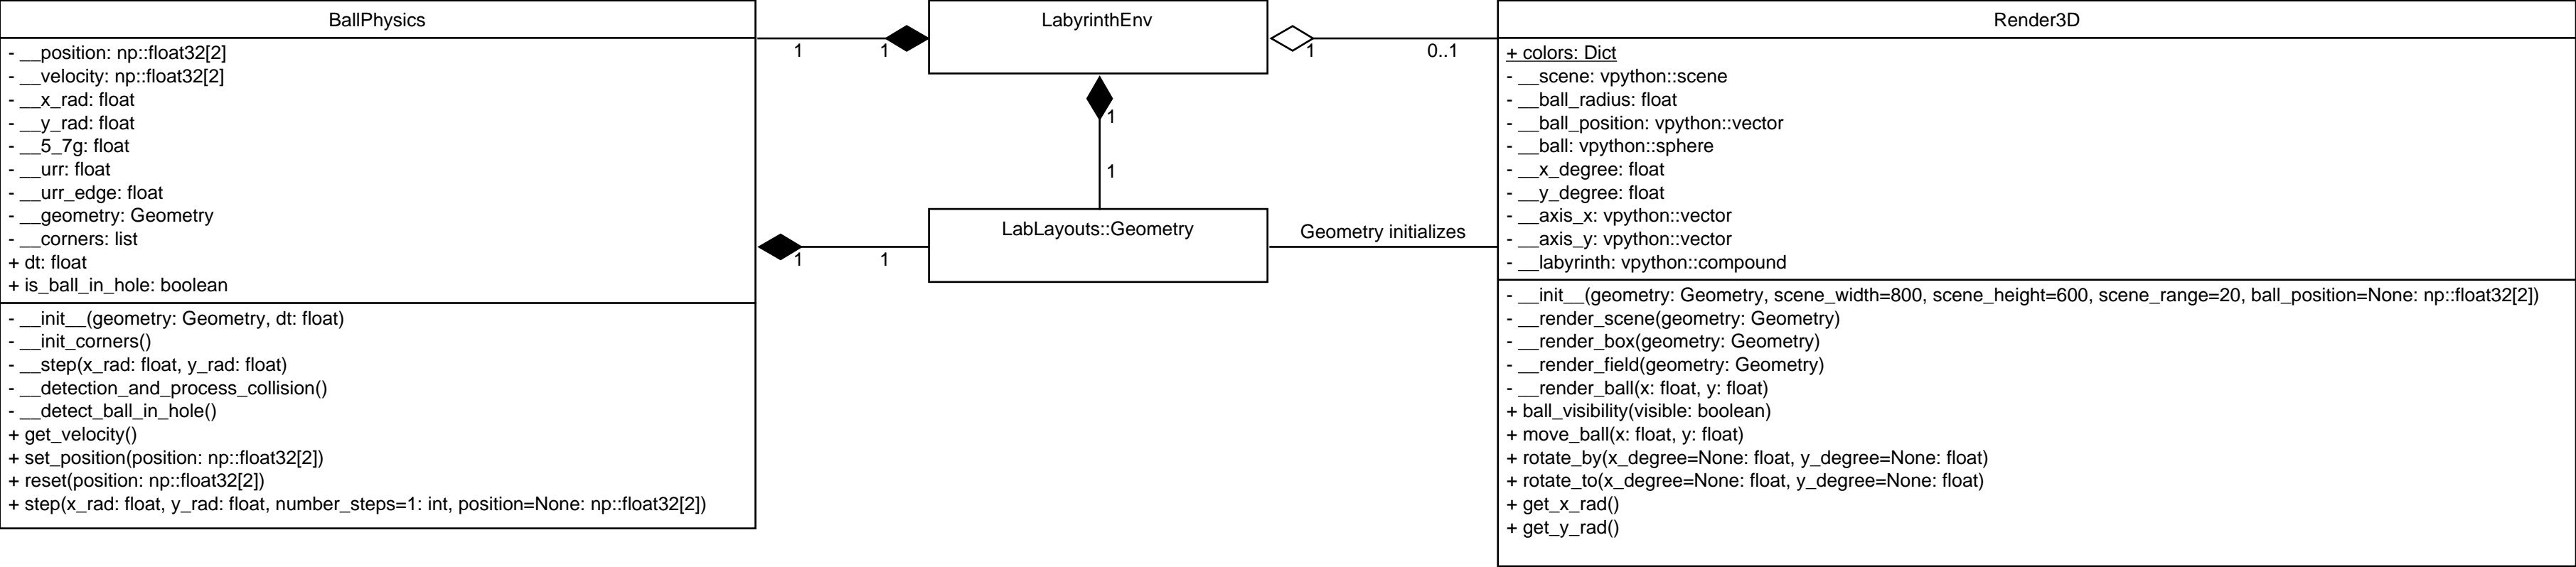 BallPhysics
- __position: np::float32[2]
- __velocity: np::float32[2]
- __x_rad: float
- __y_rad: float
- __5_7g: float
- __urr: float
- __urr_edge: float
- __geometry: Geometry
- __corners: list
+ dt: float
+ is_ball_in_hole: boolean
- __init__(geometry: Geometry, dt: float)
- __init_corners()
- __step(x_rad: float, y_rad: float)
- __detection_and_process_collision()
- __detect_ball_in_hole()
+ get_velocity()
+ set_position(position: np::float32[2])
+ reset(position: np::float32[2])
+ step(x_rad: float, y_rad: float, number_steps=1: int, position=None: np::float32[2])
1
1
LabyrinthEnv
1
0..1
1
1
LabLayouts::Geometry
1
1
Geometry initializes
Render3D
+ colors: Dict
- __scene: vpython::scene
- __ball_radius: float
- __ball_position: vpython::vector
- __ball: vpython::sphere
- __x_degree: float
- __y_degree: float
- __axis_x: vpython::vector
- __axis_y: vpython::vector
- __labyrinth: vpython::compound
- __init__(geometry: Geometry, scene_width=800, scene_height=600, scene_range=20, ball_position=None: np::float32[2])
- __render_scene(geometry: Geometry)
- __render_box(geometry: Geometry)
- __render_field(geometry: Geometry)
- __render_ball(x: float, y: float)
+ ball_visibility(visible: boolean)
+ move_ball(x: float, y: float)
+ rotate_by(x_degree=None: float, y_degree=None: float)
+ rotate_to(x_degree=None: float, y_degree=None: float)
+ get_x_rad()
+ get_y_rad()